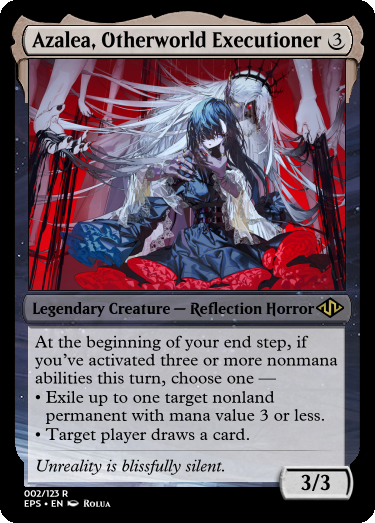 Azalea, Otherworld Executioner 3
Legendary Creature — Reflection Horror
At the beginning of your end step, if
you've activated three or more nonmana
abilities this turn, choose one —
• Exile up to one target nonland
permanent with mana value 3 or less.
• Target player draws a card.
Unreality is blissfully silent.
3/3
002/123 R
EPS • EN Rolua